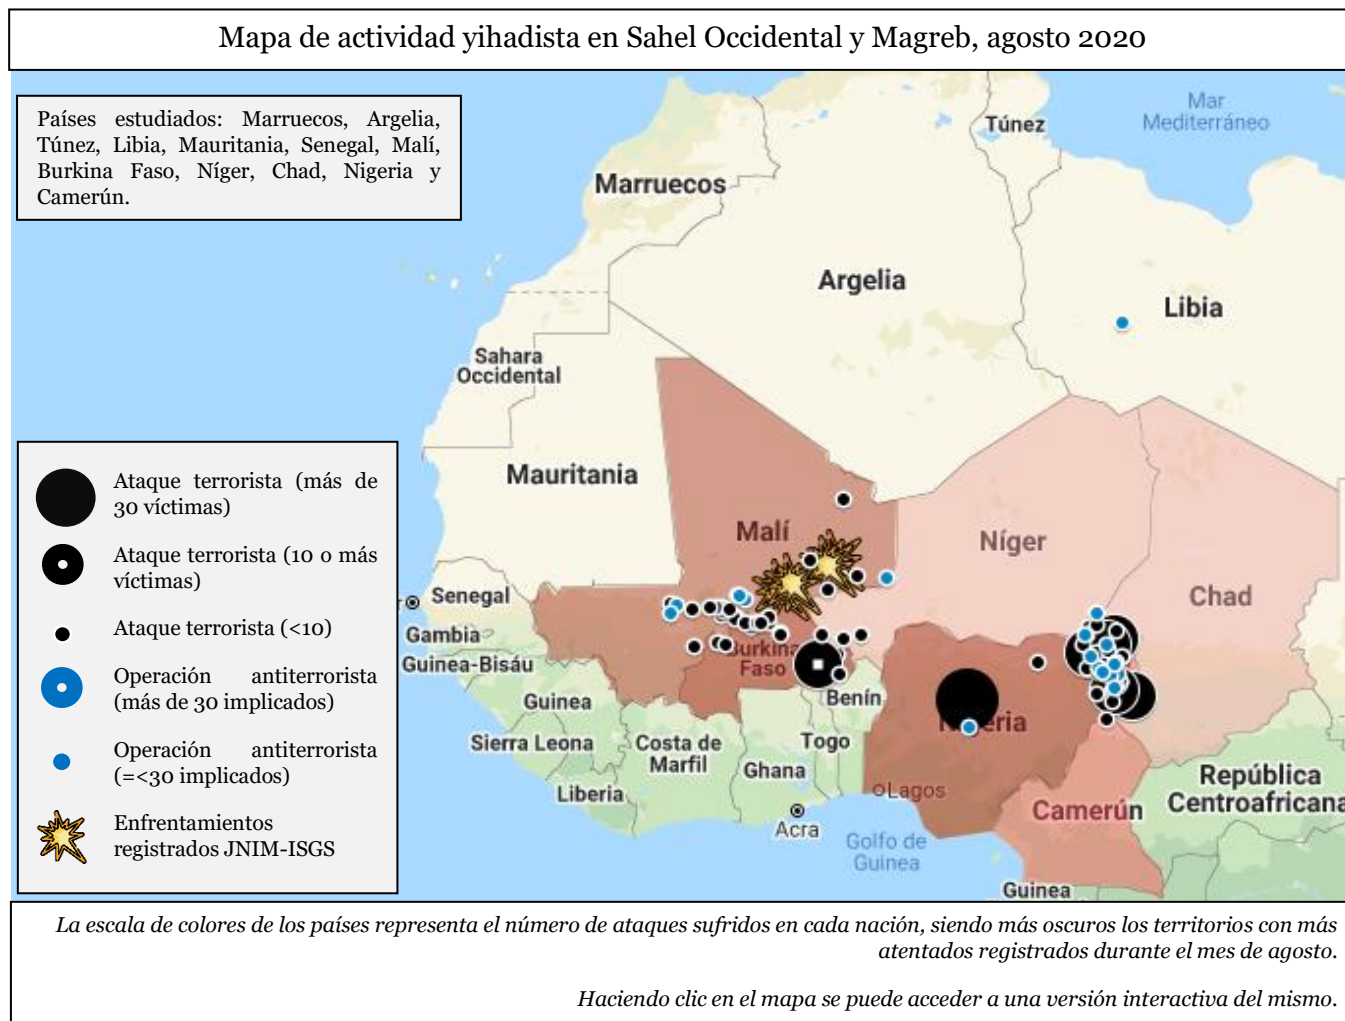 Mapa de actividad yihadista en Sahel Occidental y Magreb, agosto 2020
Países estudiados: Marruecos, Argelia,
Túnez, Libia, Mauritania, Senegal, Malí,
Burkina Faso, Níger, Chad, Nigeria y
Camerún.
Mar
Mediterráneo
Túnez
Marruecos
Argelia
Libia
Sahara
Occidental
Mauritania
Malí
Níger
Chad
Senegal
Gambia
Guinea-Bisáu
Burkina
Faso
Benín
Guinea
Nigeria
Sierra Leona
Costa de
Marfil
Togo
Ghana
Liberia
Lagos
Camerún
República
Centroafricana
Acra
Golfo de
Guinea
Guinea
Ataque terrorista (más de
30 víctimas)
Ataque terrorista (10 o más
víctimas)
Ataque terrorista (<10)
Operación antiterrorista
(más de 30 implicados)
Operación antiterrorista
(=<30 implicados)
Enfrentamientos
registrados JNIM-ISGS
La escala de colores de los países representa el número de ataques sufridos en cada nación, siendo más oscuros los territorios con más
atentados registrados durante el mes de agosto.
Haciendo clic en el mapa se puede acceder a una versión interactiva del mismo.